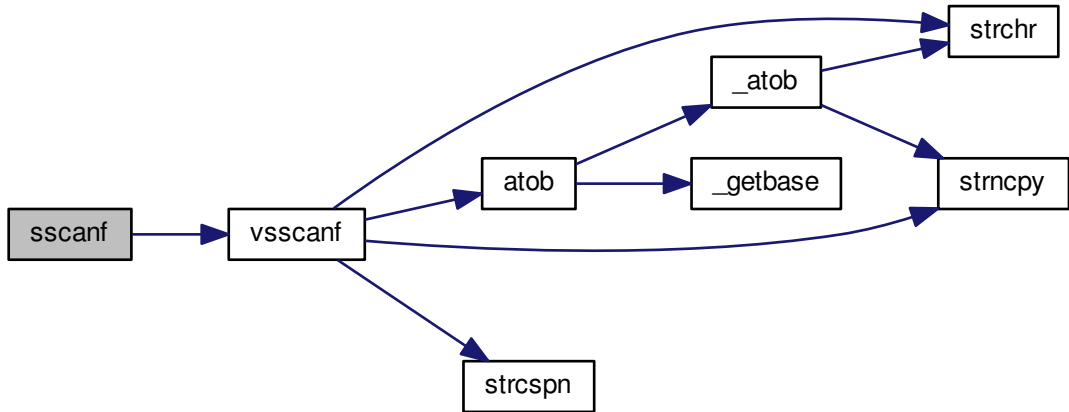 sscanf
vsscanf
atob
_atob
_getbase
strchr
strncpy
strcspn